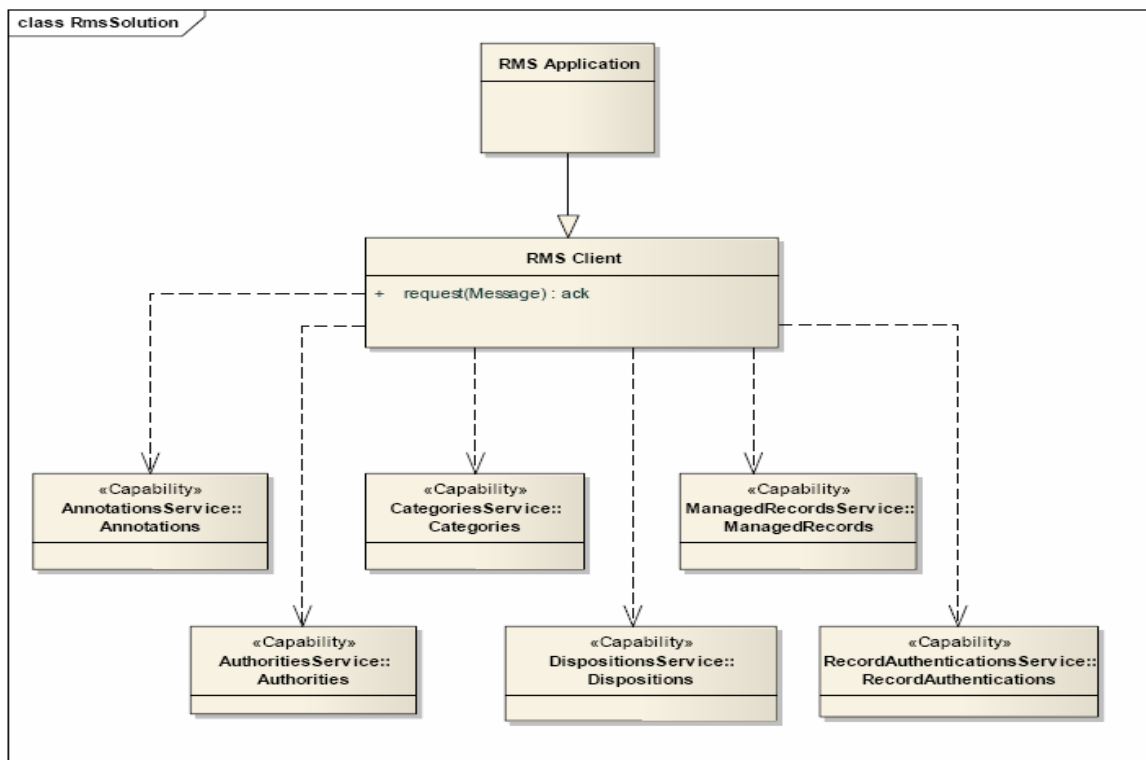 class RmsSolution
RMS Application
RMS Client
+ request(Message) : ack
«Capability»
AnnotationsService::
Annotations
«Capability»
CategoriesService::
Categories
«Capability»
ManagedRecordsService::
ManagedRecords
«Capability»
AuthoritiesService::
Authorities
«Capability»
DispositionsService::
Dispositions
«Capability»
RecordAuthenticationsService::
RecordAuthentications